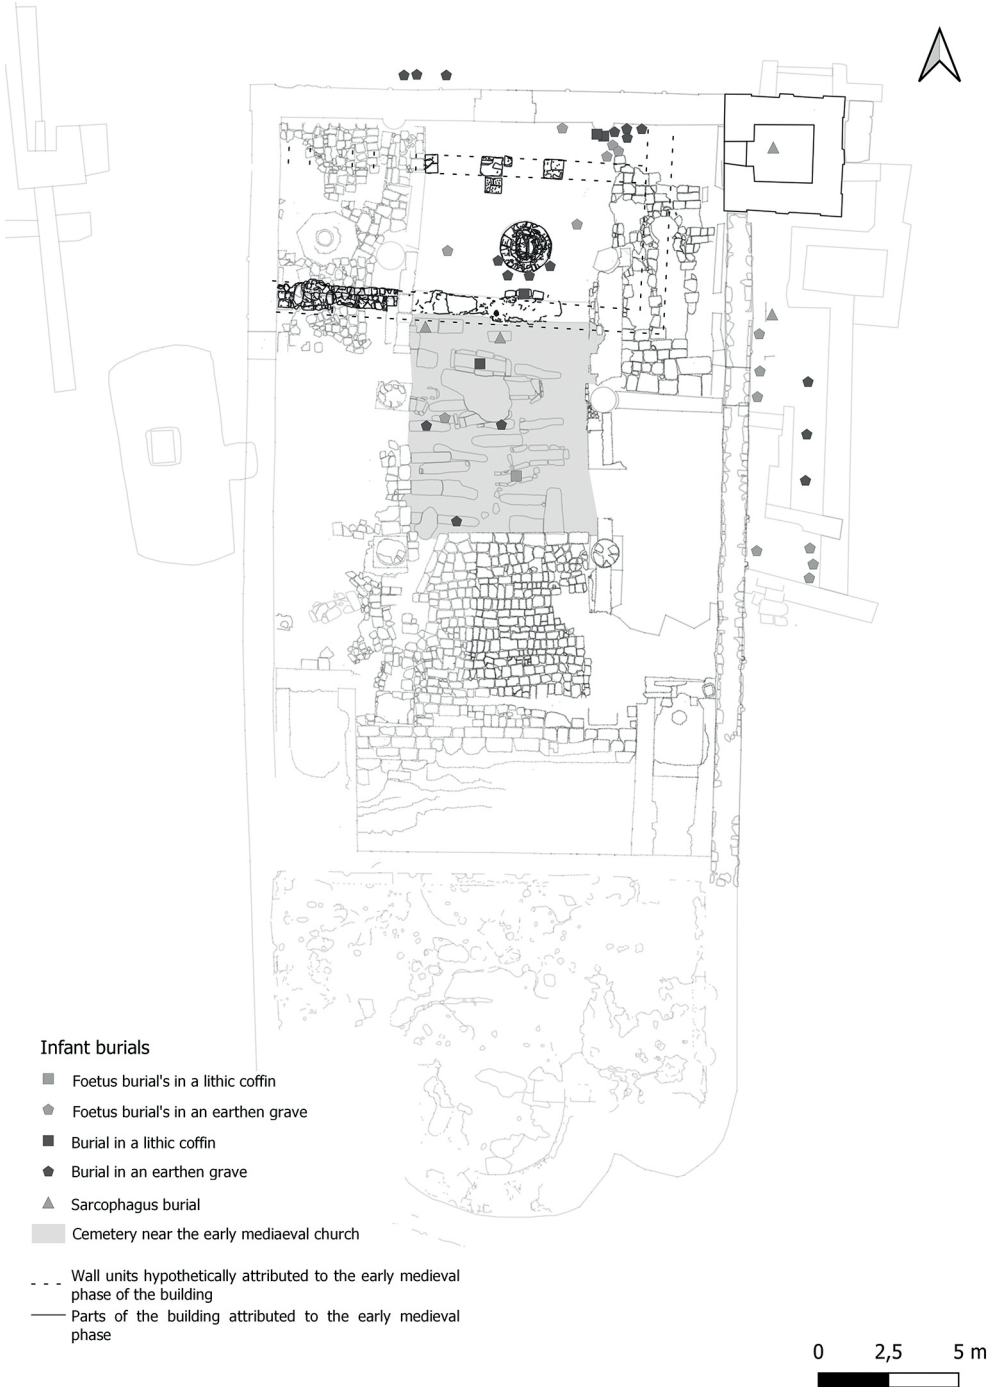 Infant burials
Foetus burial's in a lithic coffin
Foetus burial's in an earthen grave
Burial in a lithic coffin
Burial in an earthen grave
Sarcophagus burial
Cemetery near the early mediaeval church
Wall units hypothetically attributed to the early medieval
phase of the building
Parts of the building attributed to the early medieval
phase
0 2,5 5 m